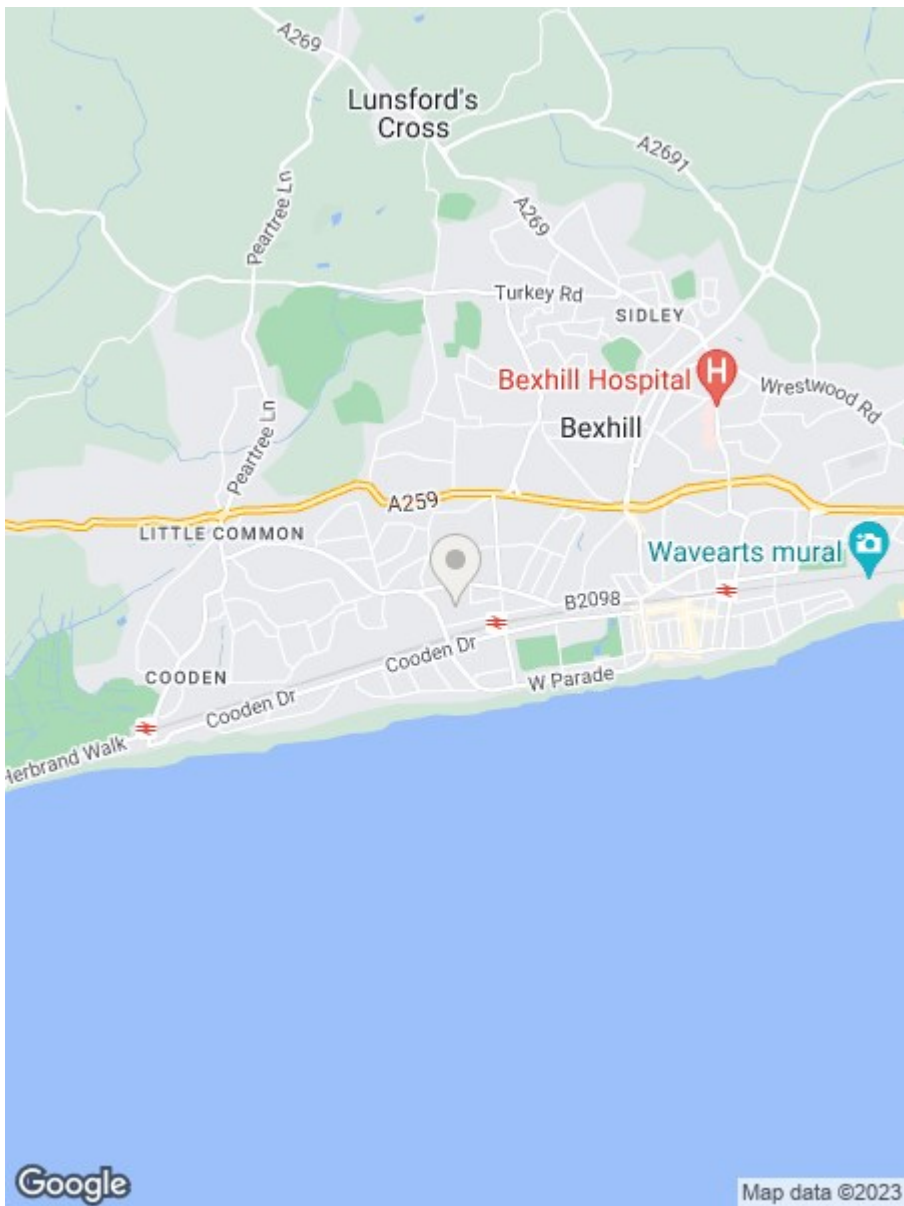 A269
Lunsford's
Cross
A2691
Peartree Ln
A269
Turkey Rd
SIDLEY
Bexhill Hospital
H
Wrestwood Rd
Bexhill
Peartree Ln
A259
LITTLE COMMON
Wavearts mural
B2098
Cooden Dr
COODEN
W Parade
Cooden Dr
Herbrand Walk
Google
Map data ©2023